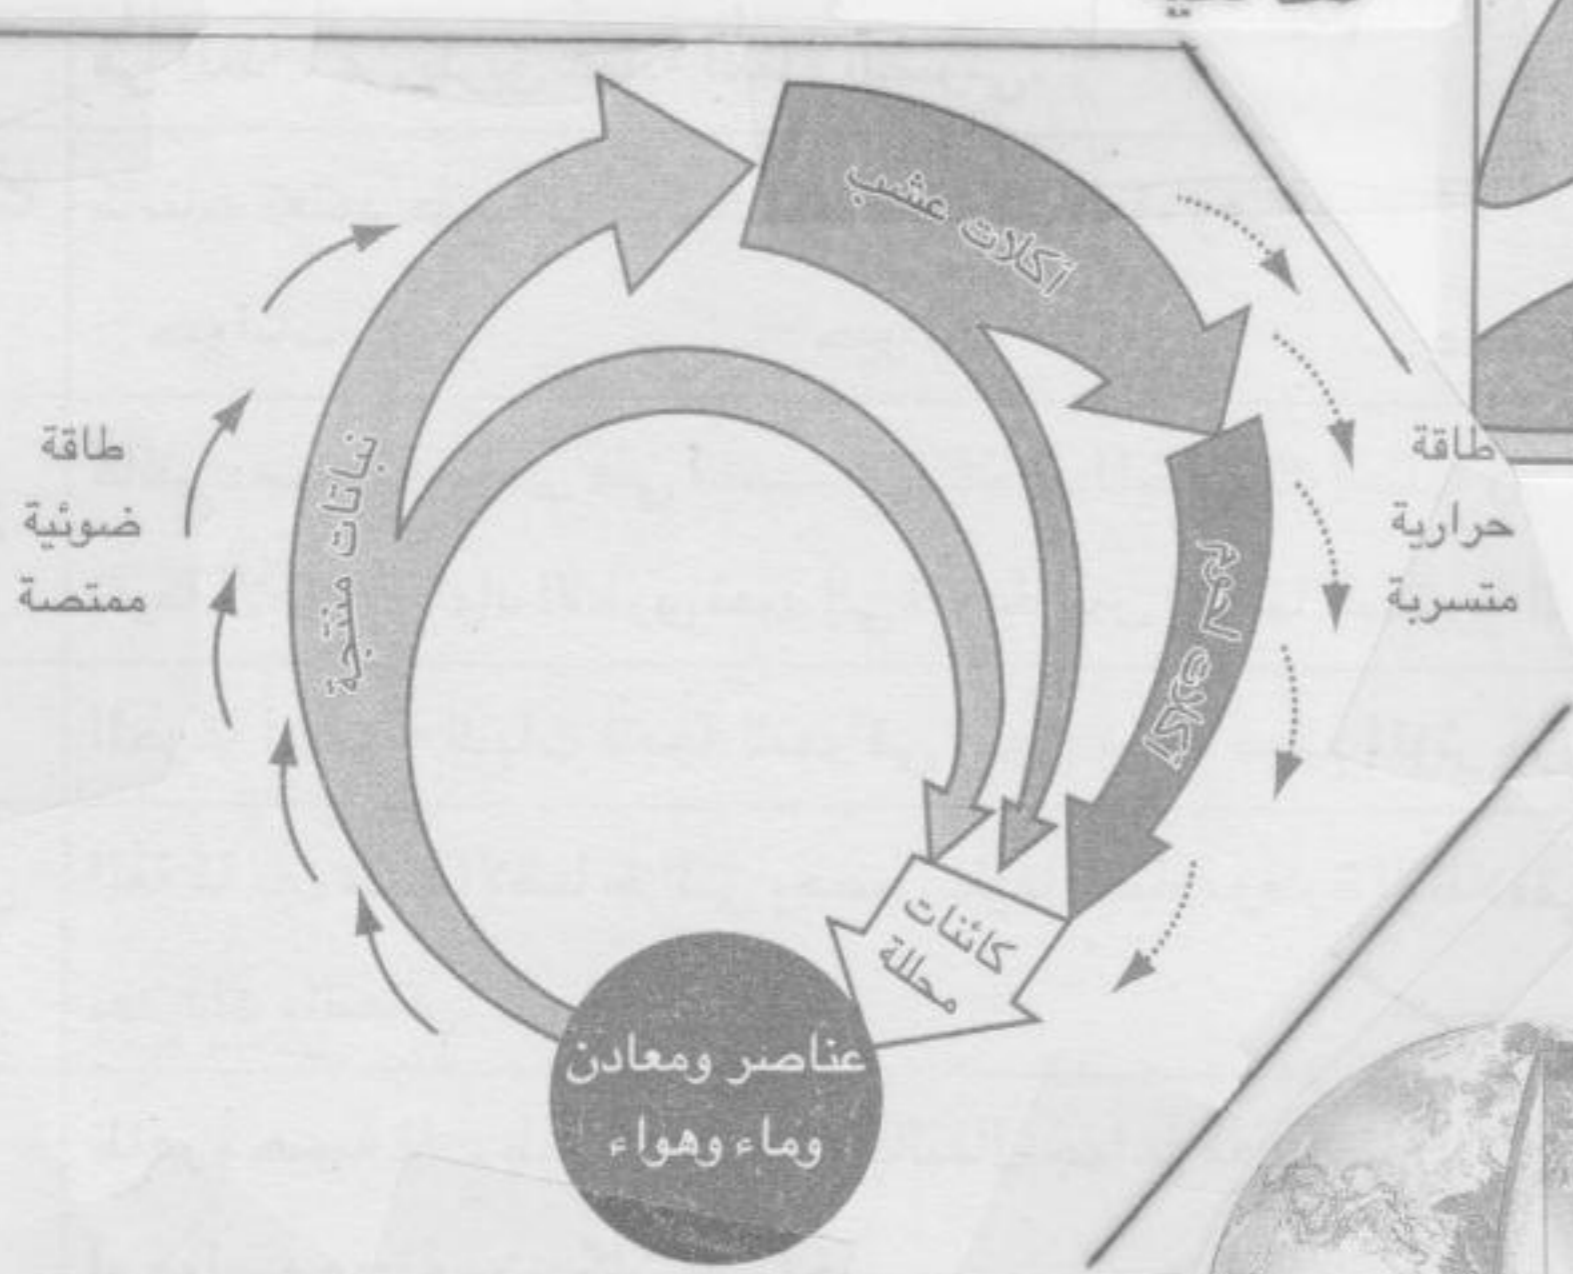 آكلات عشب
نباتات منتجة
طاقة
حرارية
متسربة
طاقة
ضوئية
ممتصة
آكلات لحوم
كائنات
محللة
عناصر ومعادن
وماء وهواء